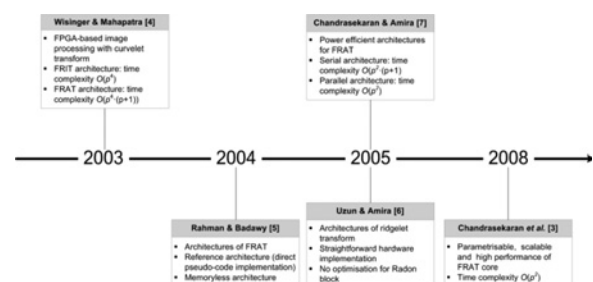 Wisinger & Mahapatra [4]
• FPGA-based image
processing with curvelet
transform
• FRIT architecture: time
complexity O(p⁴)
• FRAT architecture: time
complexity O(p⁴·(p+1))
Chandrasekaran & Amira [7]
• Power efficient architectures
for FRAT
• Serial architecture: time
complexity O(p²·(p+1)
• Parallel architecture: time
complexity O(p²)
2003
2004
2005
2008
Rahman & Badawy [5]
• Architectures of FRAT
• Reference architecture (direct
pseudo-code implementation)
• Memoryless architecture
Uzun & Amira [6]
• Architectures of ridgelet
transform
• Straightforward hardware
implementation
• No optimisation for Radon
block
Chandrasekaran et al. [3]
• Parametrisable, scalable
and high performance of
FRAT core
• Time complexity O(p²)